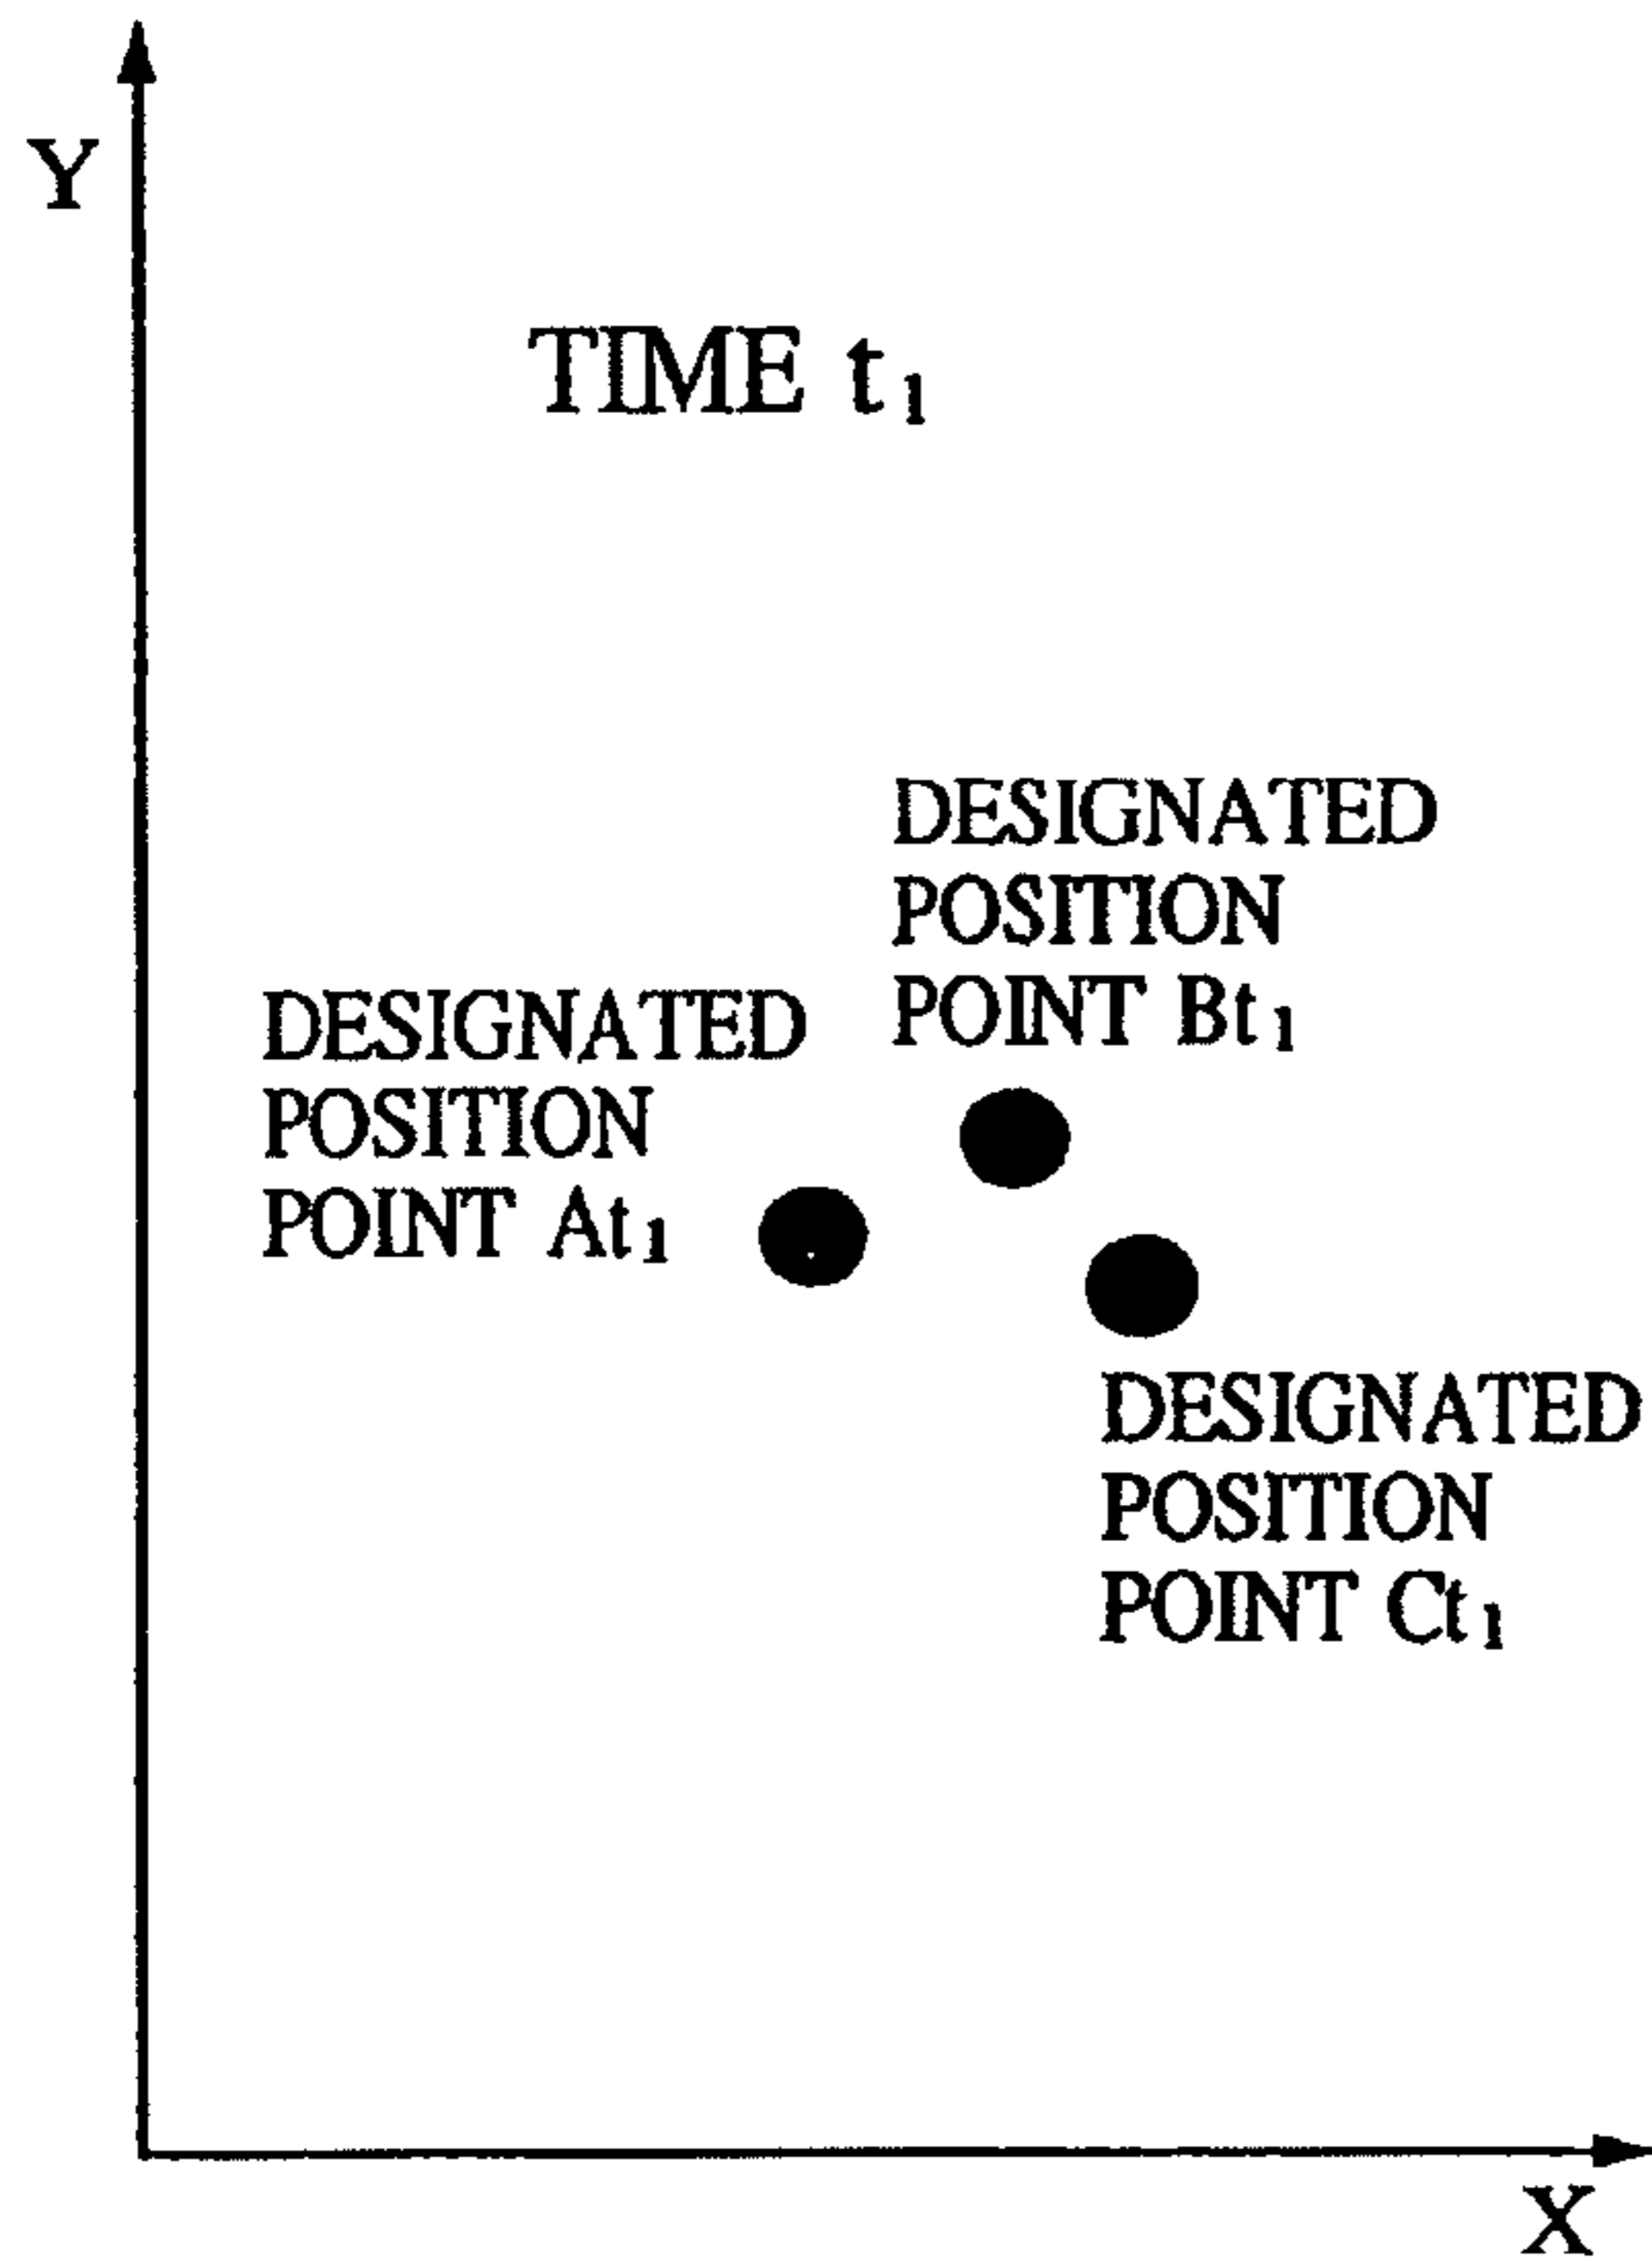 Y
TIME t₁
DESIGNATED
POSITION
POINT Bt₁
DESIGNATED
POSITION
POINT At₁
DESIGNATED
POSITION
POINT Ct₁
X